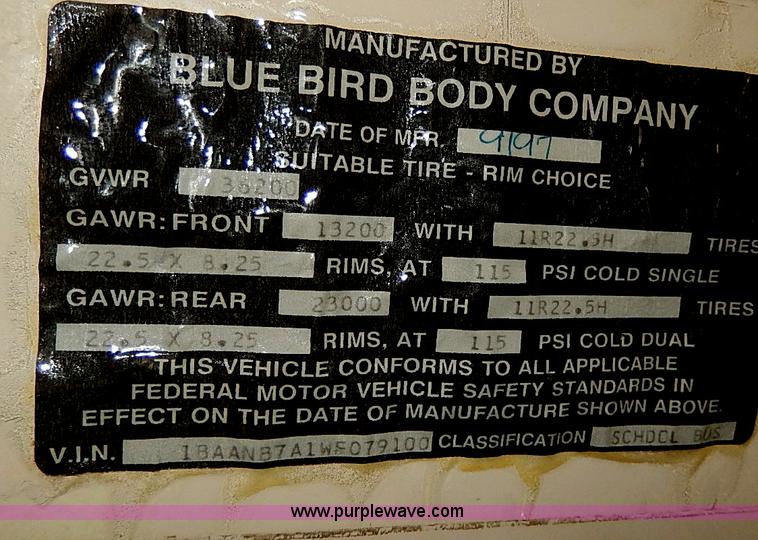 MANUFACTURED BY
BLUE BIRD BODY COMPANY
DATE OF MFR. 9/97
SUITABLE TIRE - RIM CHOICE
GVWR 36200
GAWR: FRONT 13200 WITH 11R22.5H TIRES
22.5 X 8.25 RIMS, AT 115 PSI COLD SINGLE
GAWR: REAR 23000 WITH 11R22.5H TIRES
22.5 X 8.25 RIMS, AT 115 PSI COLD DUAL
THIS VEHICLE CONFORMS TO ALL APPLICABLE
FEDERAL MOTOR VEHICLE SAFETY STANDARDS IN
EFFECT ON THE DATE OF MANUFACTURE SHOWN ABOVE.
V.I.N. 1BAANB7A1WF079100 CLASSIFICATION SCHOOL BUS
www.purplewave.com